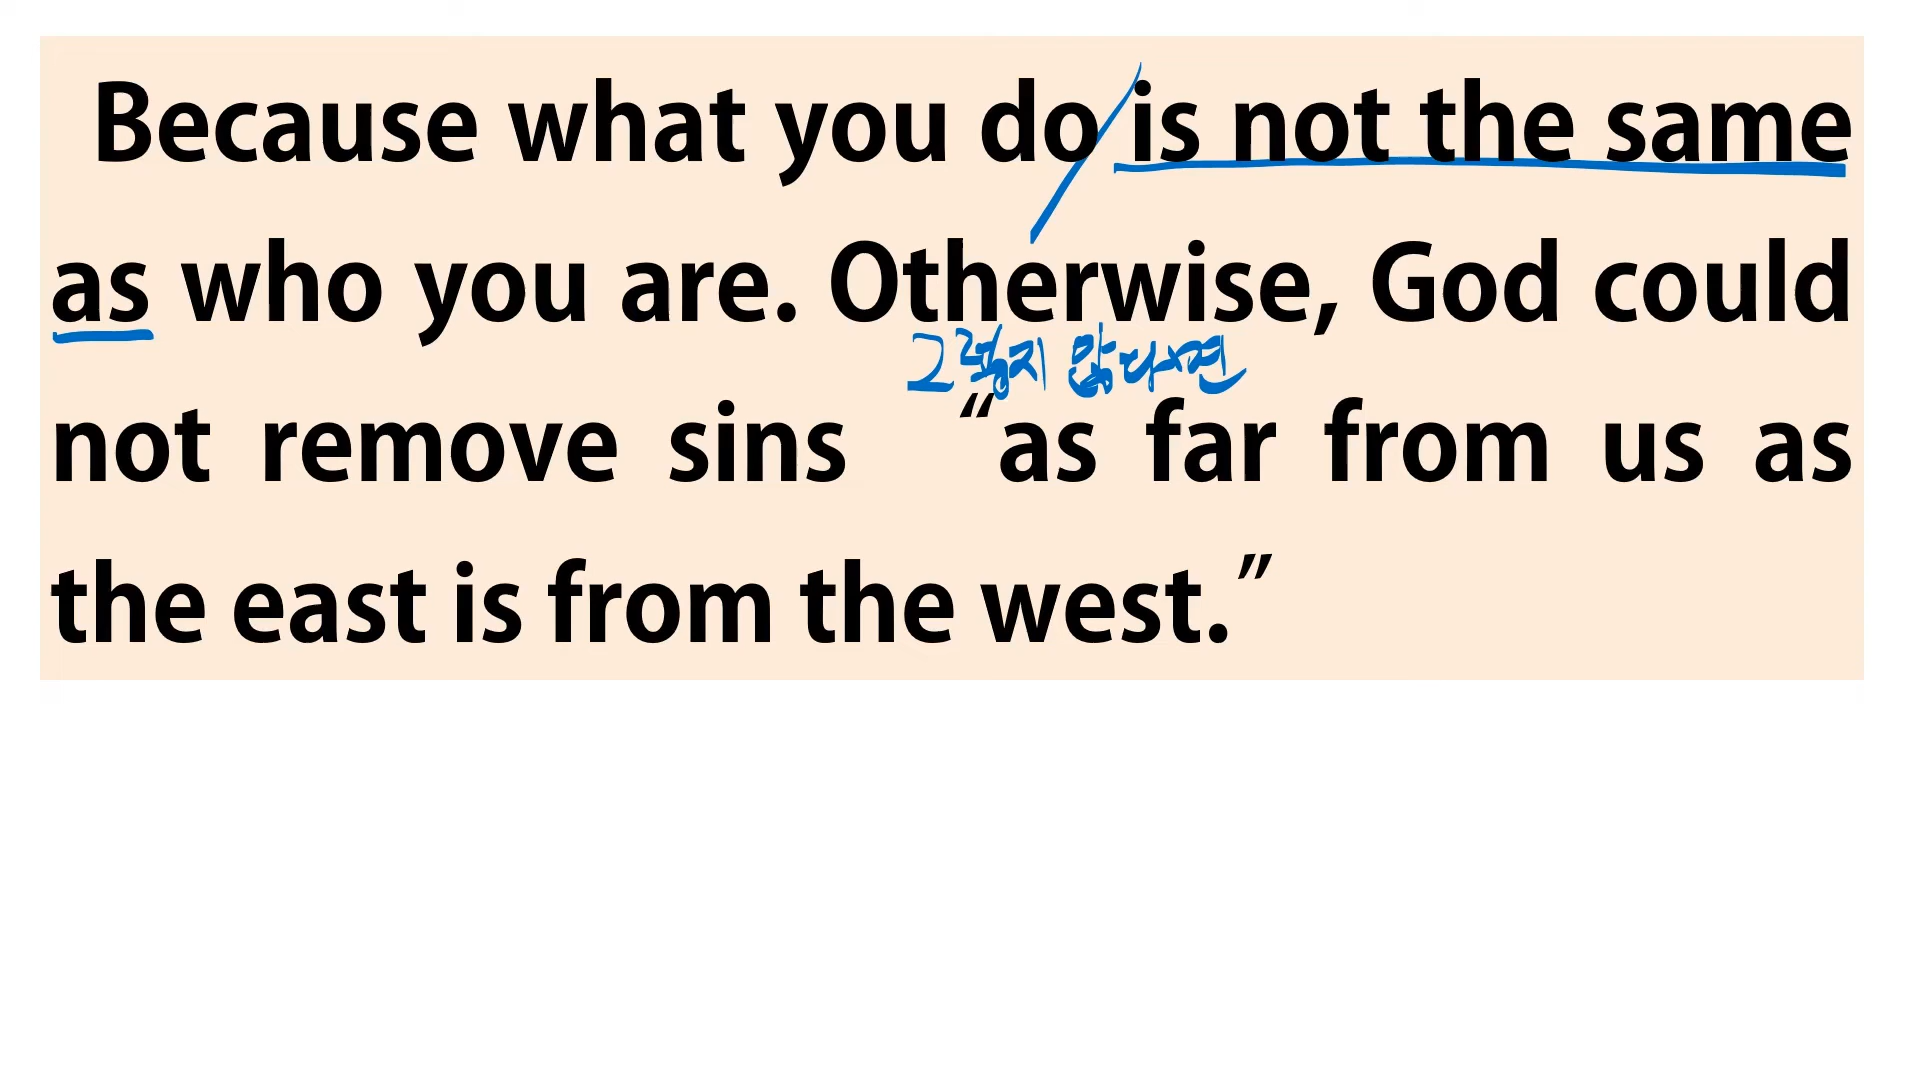 Because what you do is not the same
as who you are. Otherwise, God could
그렇지 않다면
not remove sins “as far from us as
the east is from the west.”